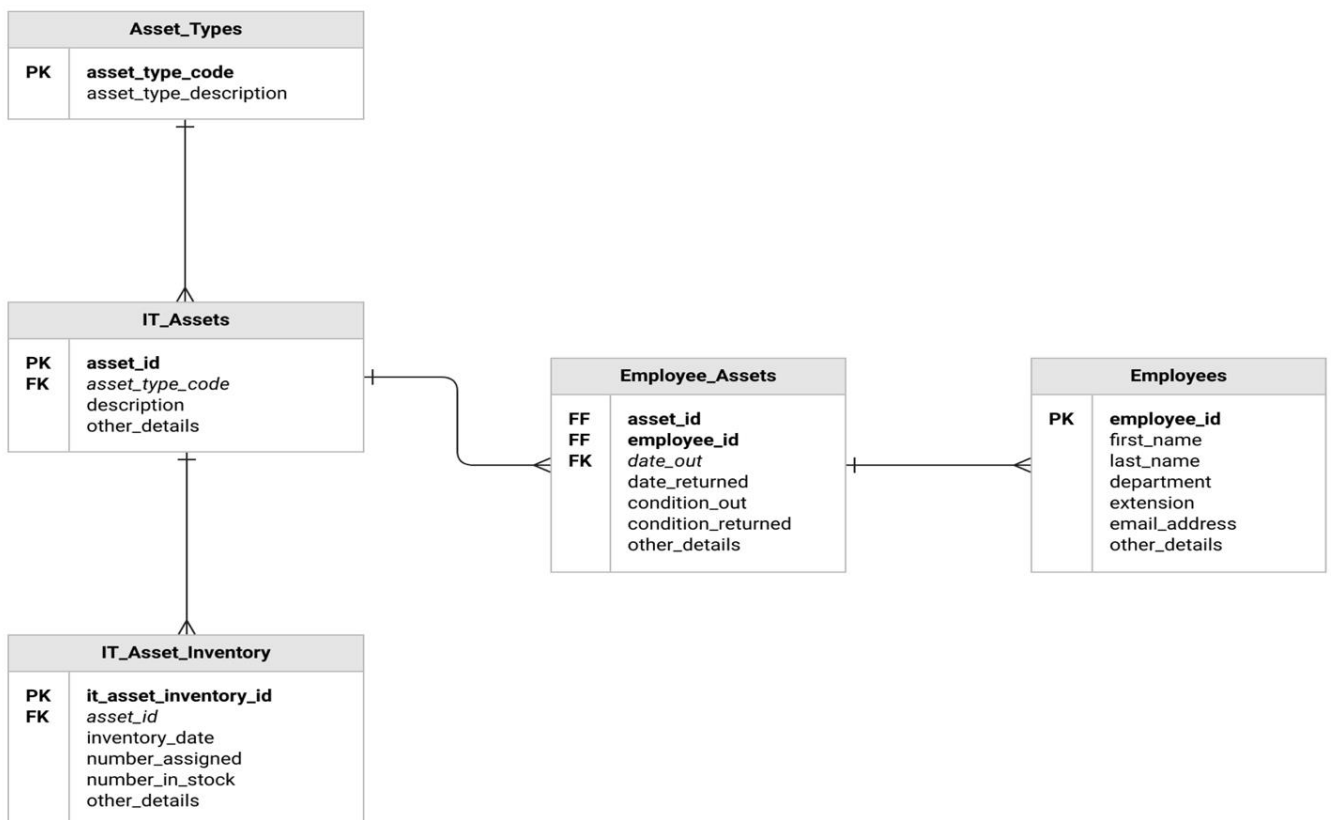 Asset_Types
PK asset_type_code
asset_type_description
IT_Assets
PK asset_id
FK asset_type_code
description
other_details
Employee_Assets
FF asset_id
FF employee_id
FK date_out
date_returned
condition_out
condition_returned
other_details
Employees
PK employee_id
first_name
last_name
department
extension
email_address
other_details
IT_Asset_Inventory
PK it_asset_inventory_id
FK asset_id
inventory_date
number_assigned
number_in_stock
other_details